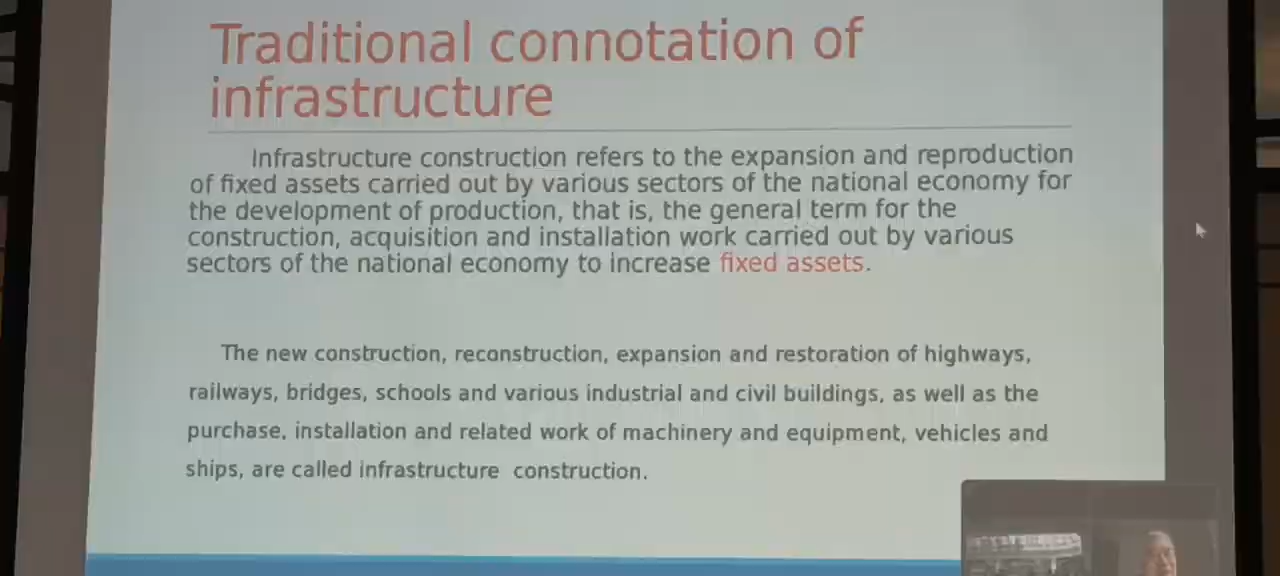 Traditional connotation of
infrastructure
Infrastructure construction refers to the expansion and reproduction
of fixed assets carried out by various sectors of the national economy for
the development of production, that is, the general term for the
construction, acquisition and installation work carried out by various
sectors of the national economy to increase fixed assets.
The new construction, reconstruction, expansion and restoration of highways,
railways, bridges, schools and various industrial and civil buildings, as well as the
purchase, installation and related work of machinery and equipment, vehicles and
ships, are called infrastructure construction.